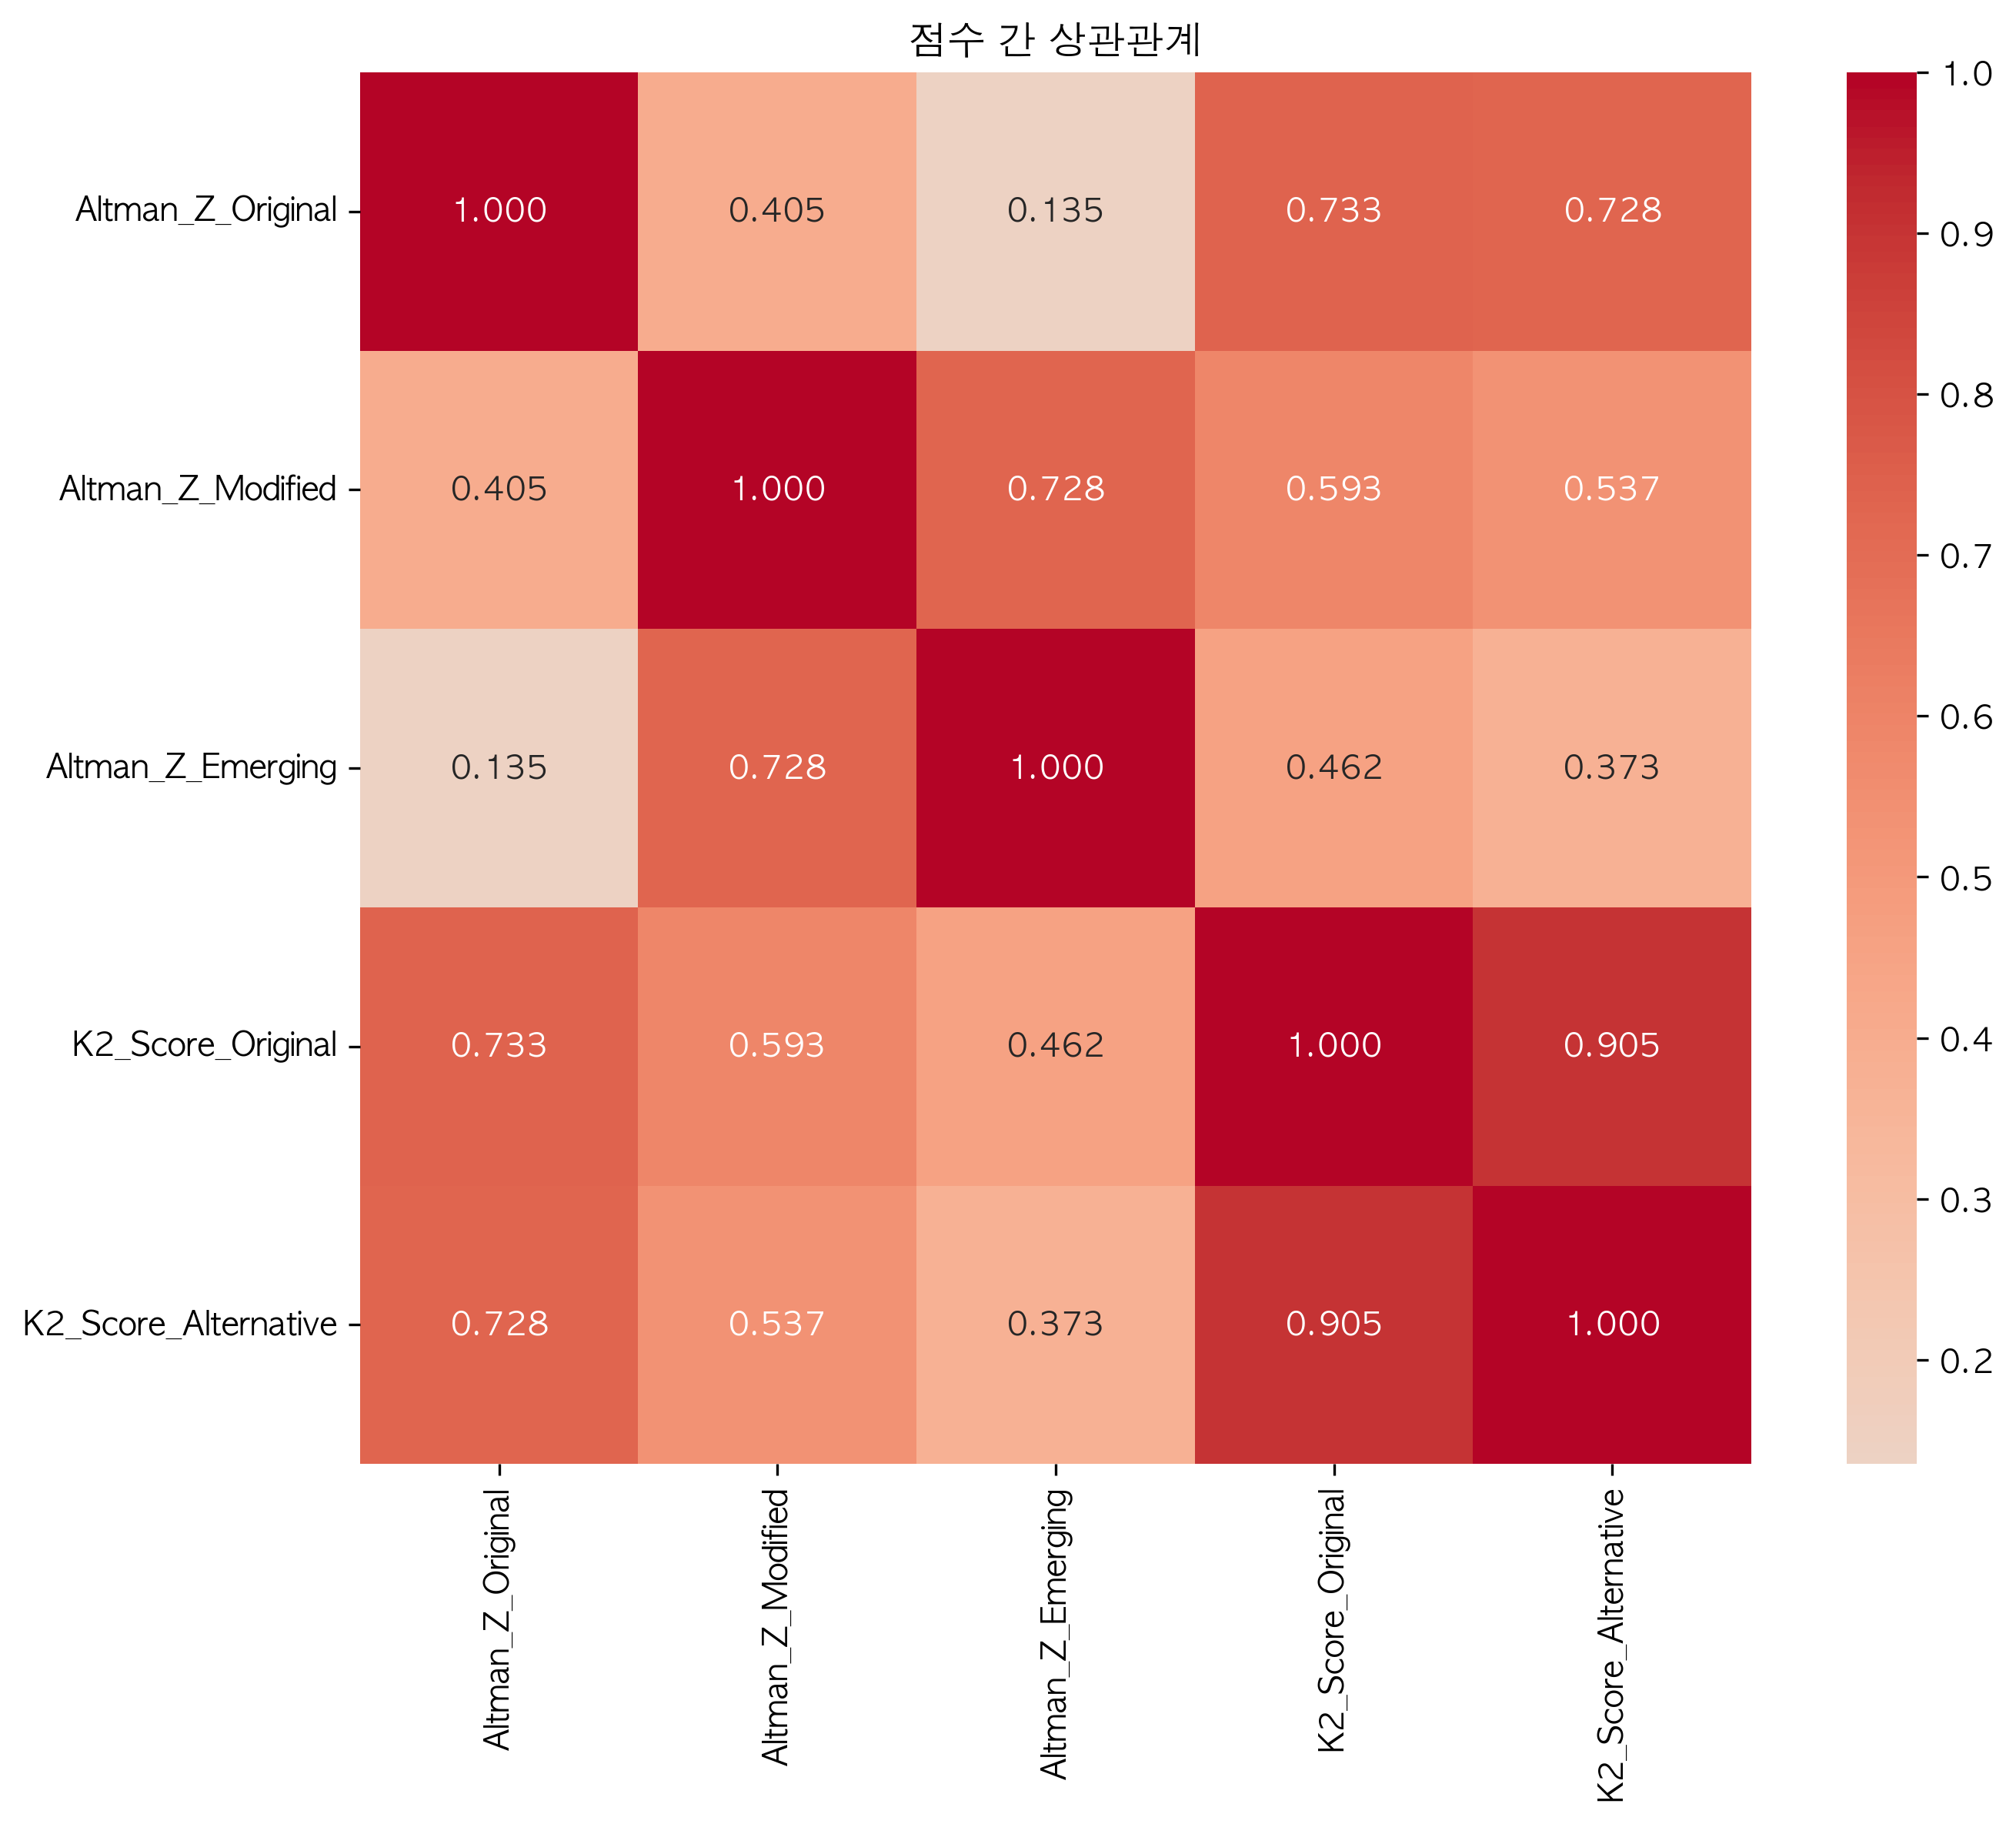 점수 간 상관관계
Altman_Z_Original 1.000 0.405 0.135 0.733 0.728
Altman_Z_Modified 0.405 1.000 0.728 0.593 0.537
Altman_Z_Emerging 0.135 0.728 1.000 0.462 0.373
K2_Score_Original 0.733 0.593 0.462 1.000 0.905
K2_Score_Alternative 0.728 0.537 0.373 0.905 1.000
Altman_Z_Original
Altman_Z_Modified
Altman_Z_Emerging
K2_Score_Original
K2_Score_Alternative
1.0
0.9
0.8
0.7
0.6
0.5
0.4
0.3
0.2